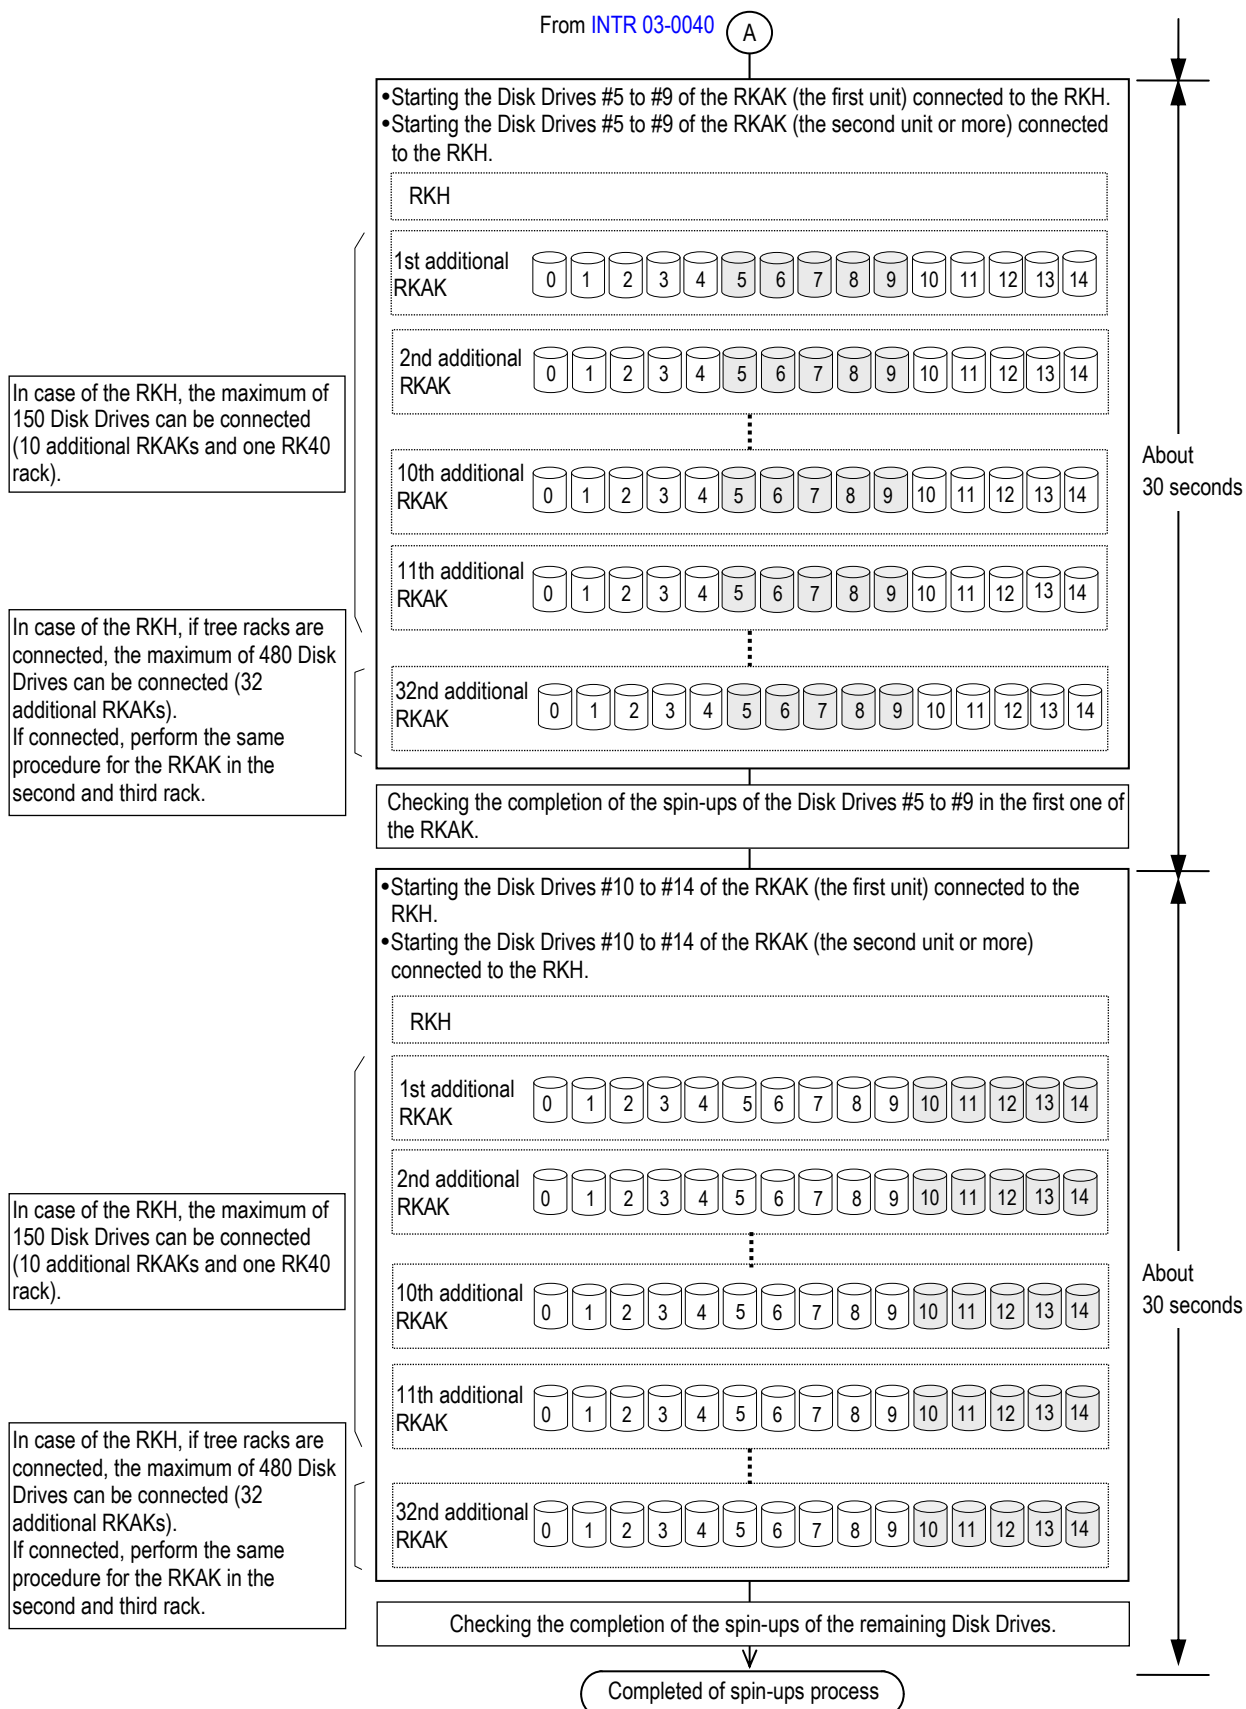 From INTR 03-0040
A
•Starting the Disk Drives #5 to #9 of the RKAK (the first unit) connected to the RKH.
•Starting the Disk Drives #5 to #9 of the RKAK (the second unit or more) connected
to the RKH.
RKH
1st additional
RKAK
0 1 2 3 4 5 6 7 8 9 10 11 12 13 14
2nd additional
RKAK
0 1 2 3 4 5 6 7 8 9 10 11 12 13 14
In case of the RKH, the maximum of
150 Disk Drives can be connected
(10 additional RKAKs and one RK40
rack).
10th additional
RKAK
0 1 2 3 4 5 6 7 8 9 10 11 12 13 14
About
30 seconds
11th additional
RKAK
0 1 2 3 4 5 6 7 8 9 10 11 12 13 14
In case of the RKH, if tree racks are
connected, the maximum of 480 Disk
Drives can be connected (32
additional RKAKs).
If connected, perform the same
procedure for the RKAK in the
second and third rack.
32nd additional
RKAK
0 1 2 3 4 5 6 7 8 9 10 11 12 13 14
Checking the completion of the spin-ups of the Disk Drives #5 to #9 in the first one of
the RKAK.
•Starting the Disk Drives #10 to #14 of the RKAK (the first unit) connected to the
RKH.
•Starting the Disk Drives #10 to #14 of the RKAK (the second unit or more)
connected to the RKH.
RKH
1st additional
RKAK
0 1 2 3 4 5 6 7 8 9 10 11 12 13 14
2nd additional
RKAK
0 1 2 3 4 5 6 7 8 9 10 11 12 13 14
In case of the RKH, the maximum of
150 Disk Drives can be connected
(10 additional RKAKs and one RK40
rack).
10th additional
RKAK
0 1 2 3 4 5 6 7 8 9 10 11 12 13 14
About
30 seconds
11th additional
RKAK
0 1 2 3 4 5 6 7 8 9 10 11 12 13 14
In case of the RKH, if tree racks are
connected, the maximum of 480 Disk
Drives can be connected (32
additional RKAKs).
If connected, perform the same
procedure for the RKAK in the
second and third rack.
32nd additional
RKAK
0 1 2 3 4 5 6 7 8 9 10 11 12 13 14
Checking the completion of the spin-ups of the remaining Disk Drives.
Completed of spin-ups process